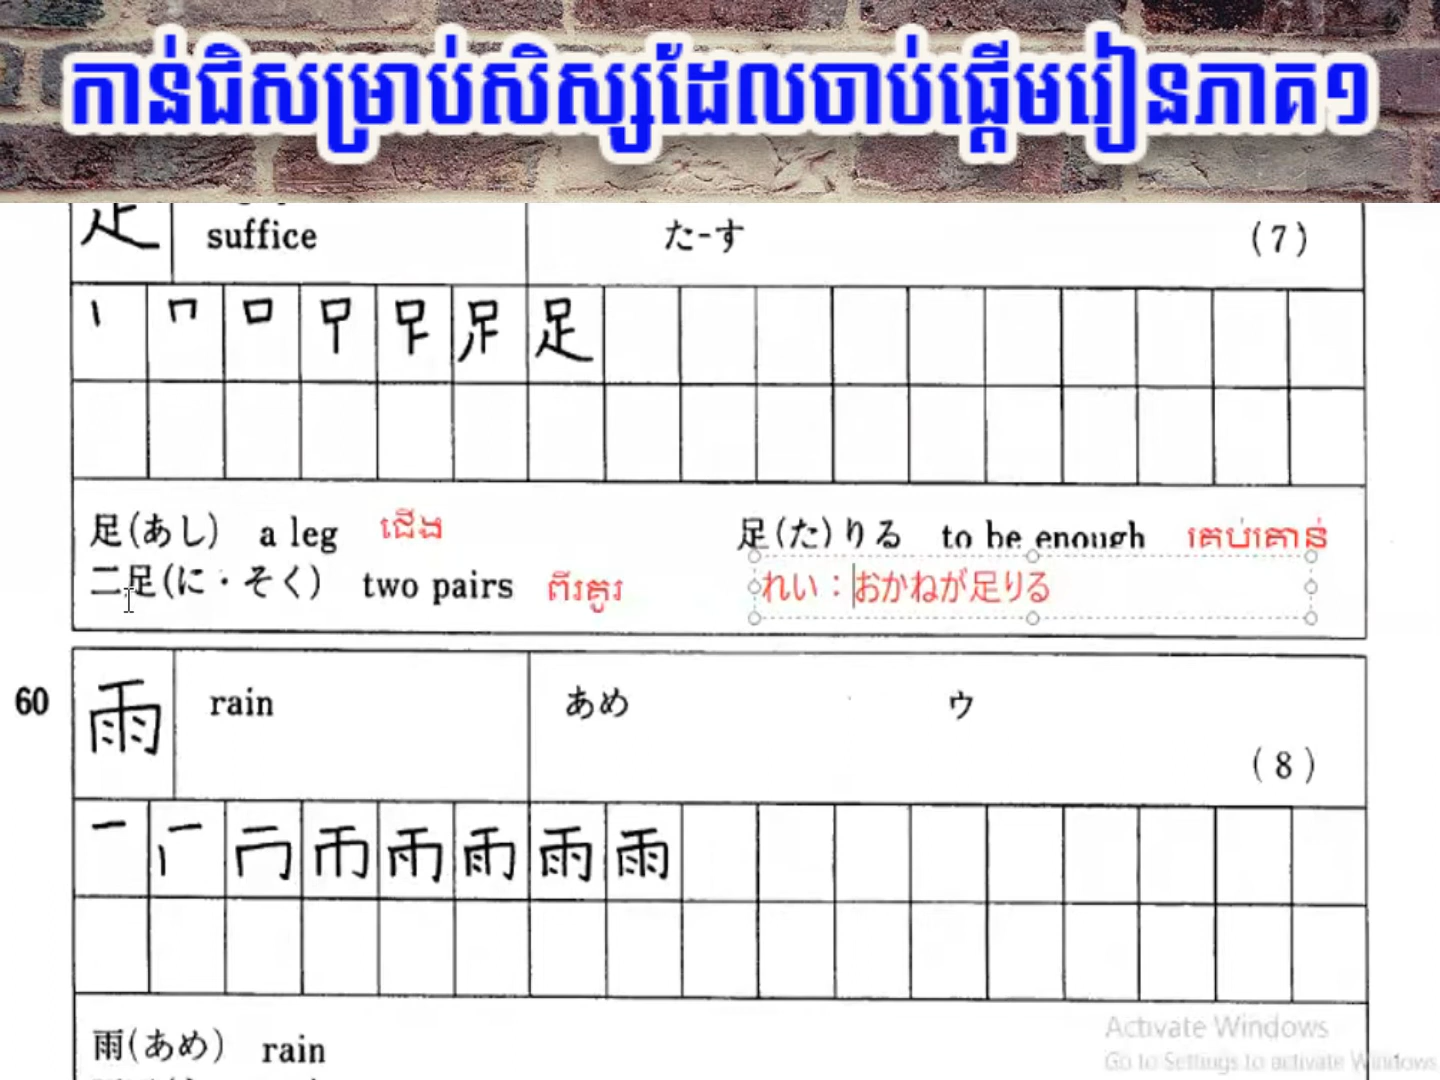 កាន់ជិសម្រាប់សិស្សដែលចាប់ផ្ដើមរៀនភាគ១
足 suffice た-す (7)
足
足(あし) a leg ជើង 足(た)りる to be enough គ្រប់គ្រាន់
二足(に・そく) two pairs ពីរគូរ れい：おかねが足りる
60 雨 rain あめ ウ
(8)
雨 雨
雨(あめ) rain
Activate Windows
Go to Settings to activate Windows